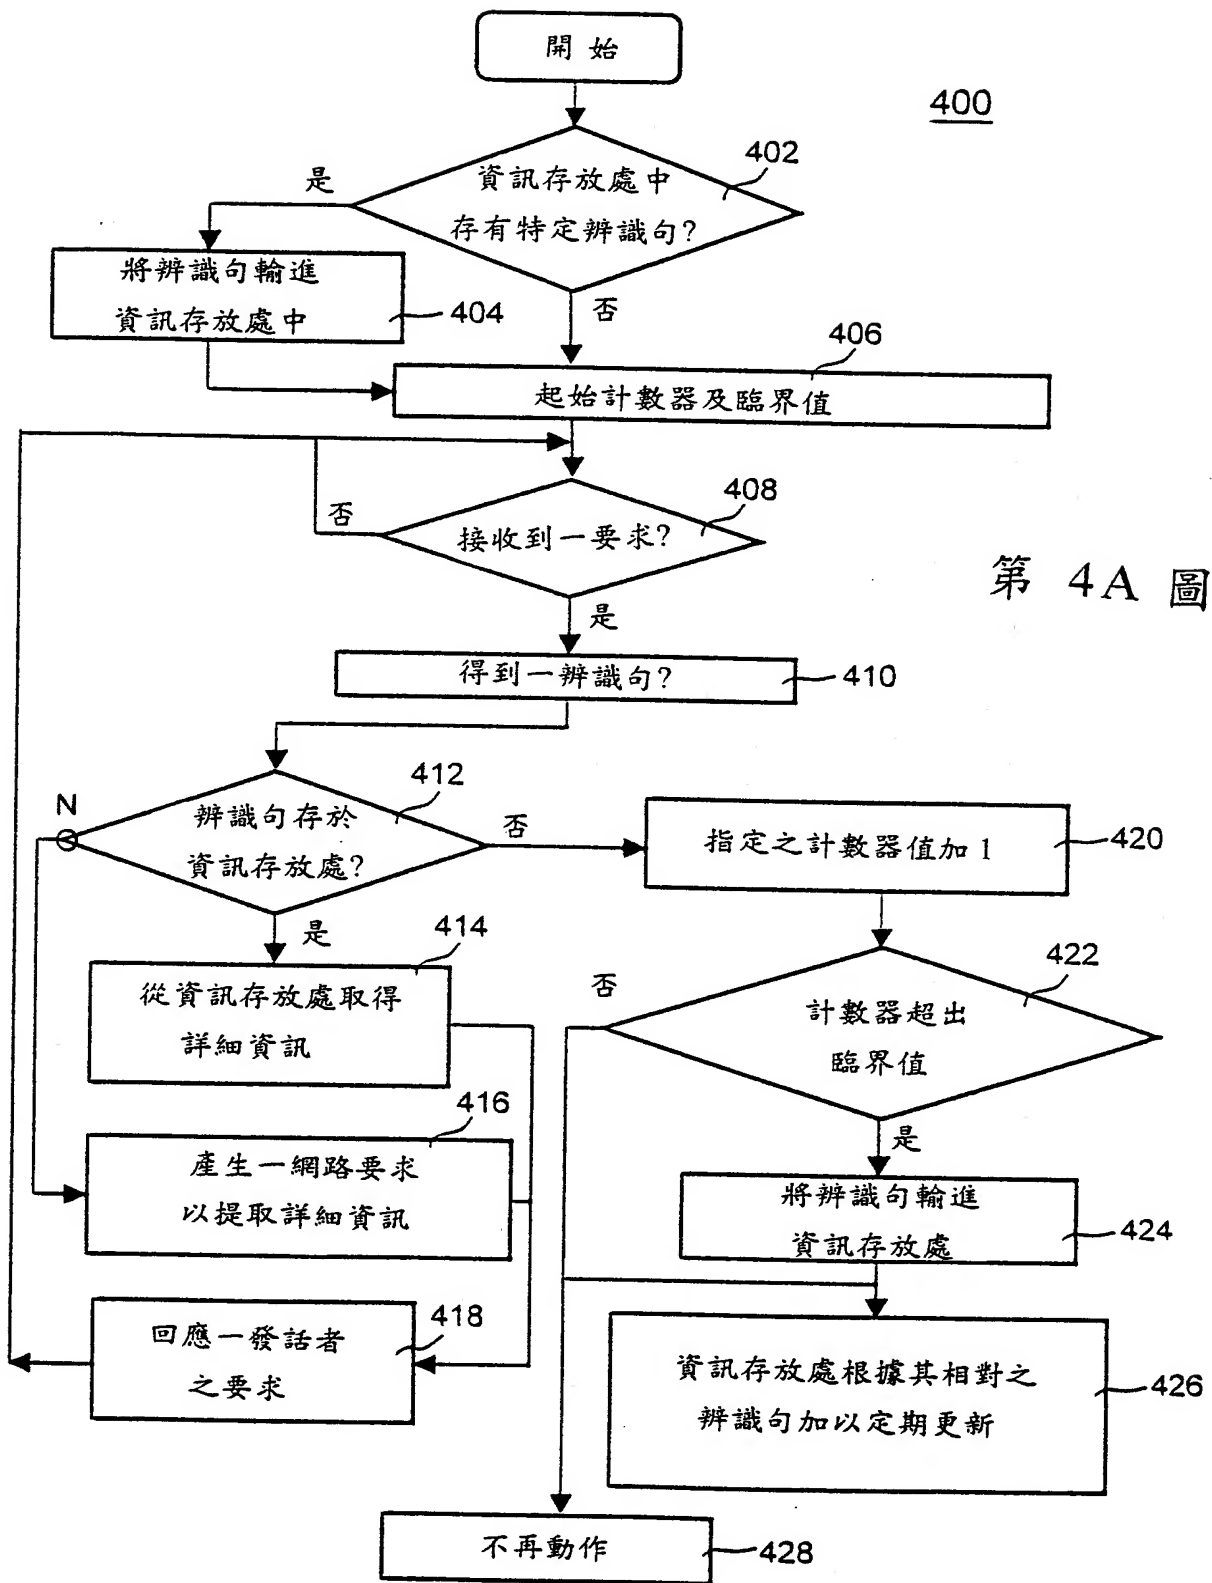 開始
400
402
資訊存放處中
存有特定辨識句?
是
否
將辨識句輸進
資訊存放處中
404
406
起始計數器及臨界值
408
接收到一要求?
否
是
第 4A 圖
得到一辨識句?
410
412
N
辨識句存於
資訊存放處?
否
是
指定之計數器值加1
420
414
從資訊存放處取得
詳細資訊
422
計數器超出
臨界值
否
是
416
產生一網路要求
以提取詳細資訊
將辨識句輸進
資訊存放處
424
418
回應一發話者
之要求
資訊存放處根據其相對之
辨識句加以定期更新
426
不再動作
428